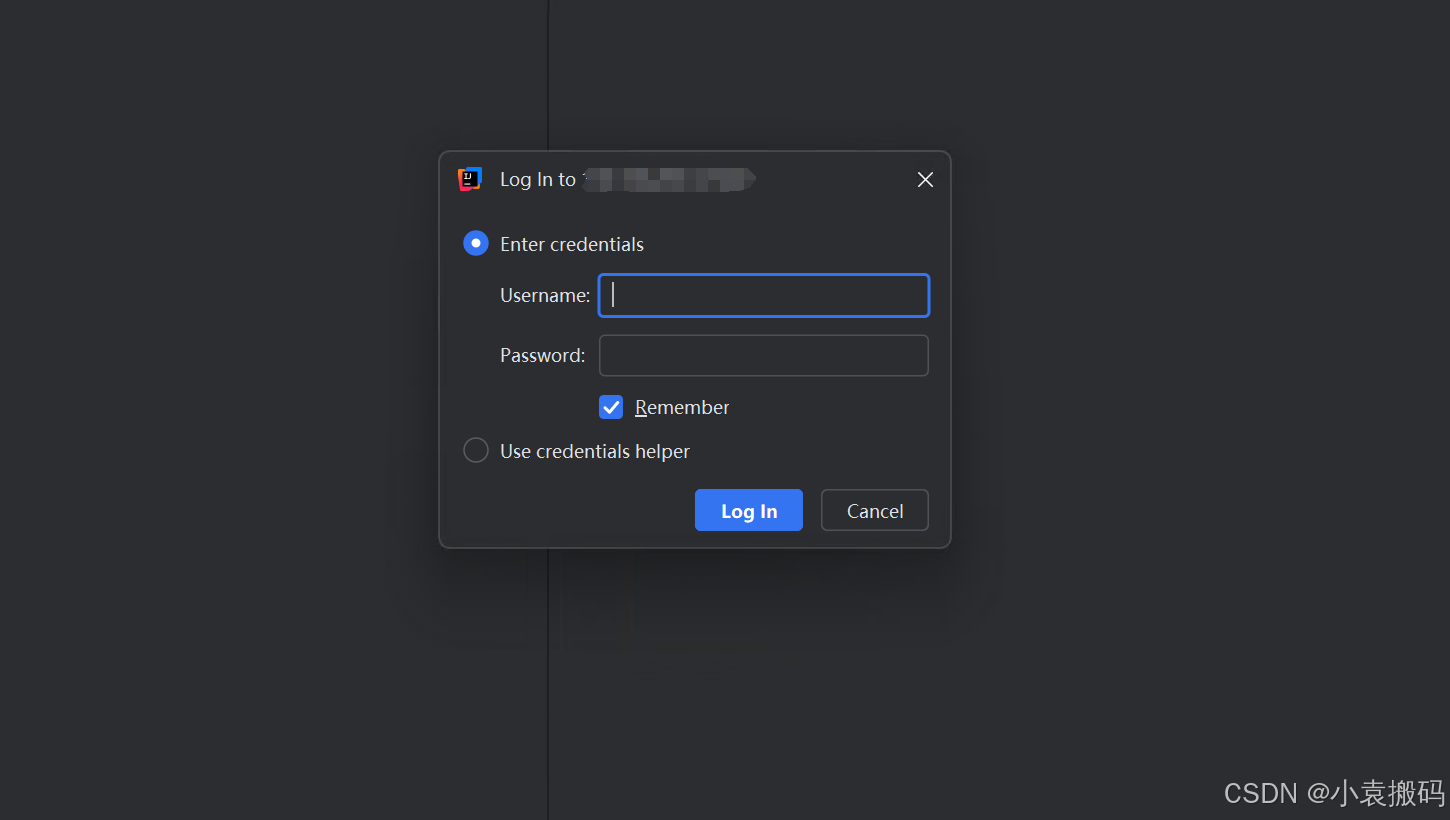 IJ
Log In to
Enter credentials
Username:
Password:
Remember
Use credentials helper
Log In
Cancel
CSDN @小袁搬码